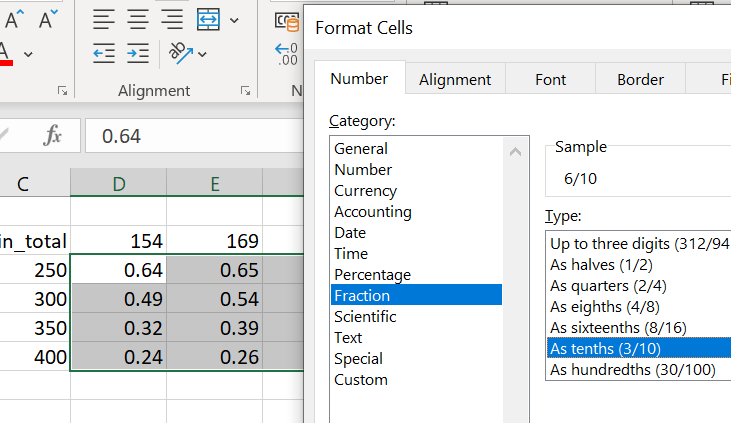 A A
Format Cells
A
.00
Alignment
N
Number Alignment Font Border Fi
fx 0.64
Category:
General
Number
Currency
Accounting
Date
Time
Percentage
Fraction
Scientific
Text
Special
Custom
Sample
6/10
Type:
Up to three digits (312/94
As halves (1/2)
As quarters (2/4)
As eighths (4/8)
As sixteenths (8/16)
As tenths (3/10)
As hundredths (30/100)
C D E
in_total 154 169
250 0.64 0.65
300 0.49 0.54
350 0.32 0.39
400 0.24 0.26